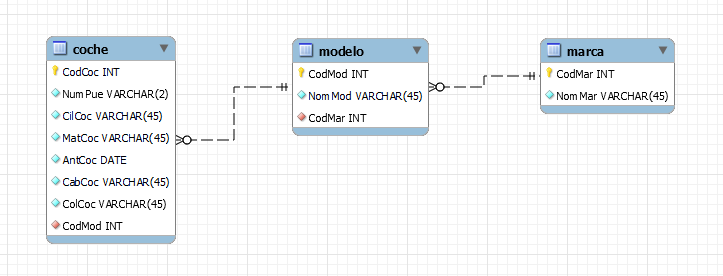 coche
CodCoc INT
NumPue VARCHAR(2)
CilCoc VARCHAR(45)
MatCoc VARCHAR(45)
AntCoc DATE
CabCoc VARCHAR(45)
ColCoc VARCHAR(45)
CodMod INT
modelo
CodMod INT
NomMod VARCHAR(45)
CodMar INT
marca
CodMar INT
NomMar VARCHAR(45)